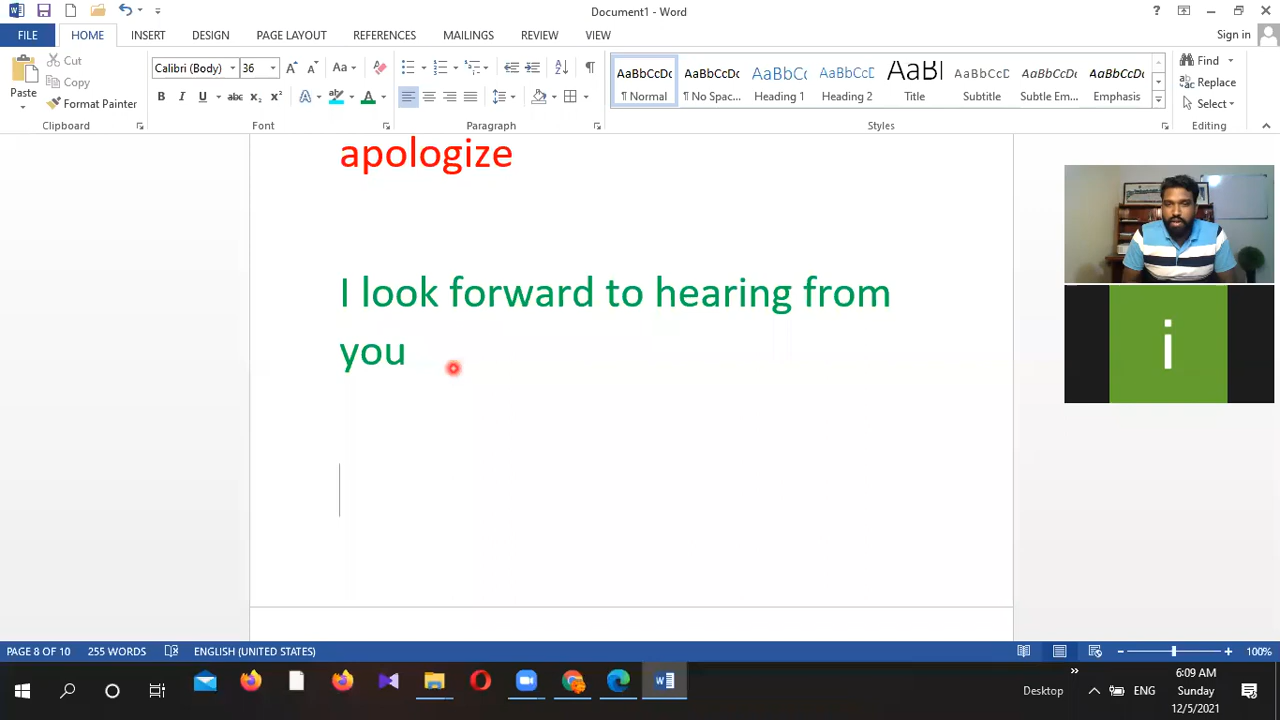 Document1 - Word
?
FILE
HOME
INSERT
DESIGN
PAGE LAYOUT
REFERENCES
MAILINGS
REVIEW
VIEW
Sign in
Paste
Cut
Copy
Format Painter
Clipboard
Calibri (Body)
36
Font
Paragraph
AaBbCcDc
¶ Normal
AaBbCcDc
¶ No Spac...
AaBbCc
Heading 1
AaBbCcD
Heading 2
AaBl
Title
AaBbCcD
Subtitle
AaBbCcDc
Subtle Em...
AaBbCcDc
Emphasis
Styles
Find
Replace
Select
Editing
apologize
I look forward to hearing from
you
i
PAGE 8 OF 10
255 WORDS
ENGLISH (UNITED STATES)
100%
Desktop
ENG
6:09 AM
Sunday
12/5/2021